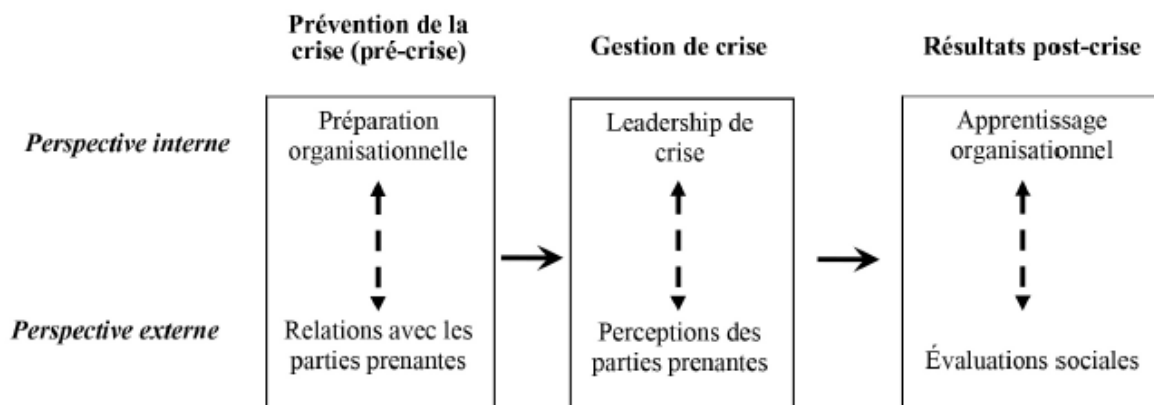 Prévention de la
crise (pré-crise)
Gestion de crise
Résultats post-crise
Perspective interne
Préparation
organisationnelle
Leadership de
crise
Apprentissage
organisationnel
Perspective externe
Relations avec les
parties prenantes
Perceptions des
parties prenantes
Évaluations sociales